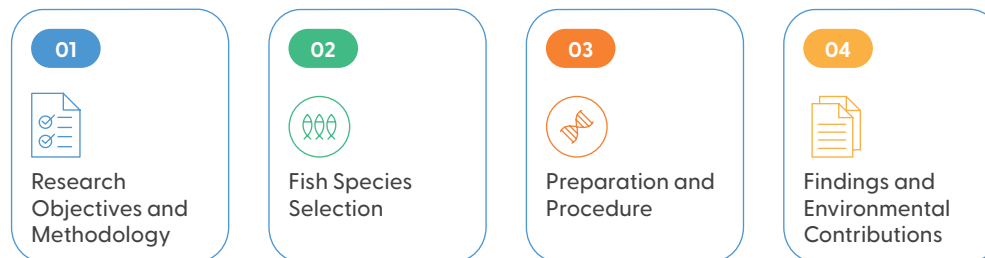 01
Research
Objectives and
Methodology
02
Fish Species
Selection
03
Preparation and
Procedure
04
Findings and
Environmental
Contributions